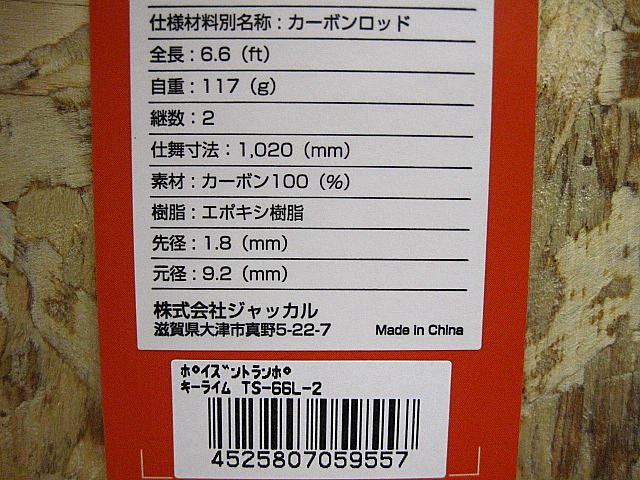 仕様材料別名称：カーボンロッド
全長：6.6（ft）
自重：117（g）
継数：2
仕舞寸法：1,020（mm）
素材：カーボン100（%）
樹脂：エポキシ樹脂
先径：1.8（mm）
元径：9.2（mm）
株式会社ジャッカル
滋賀県大津市真野5-22-7 Made in China
ポイズントランポ
キーライム TS-66L-2
4525807059557